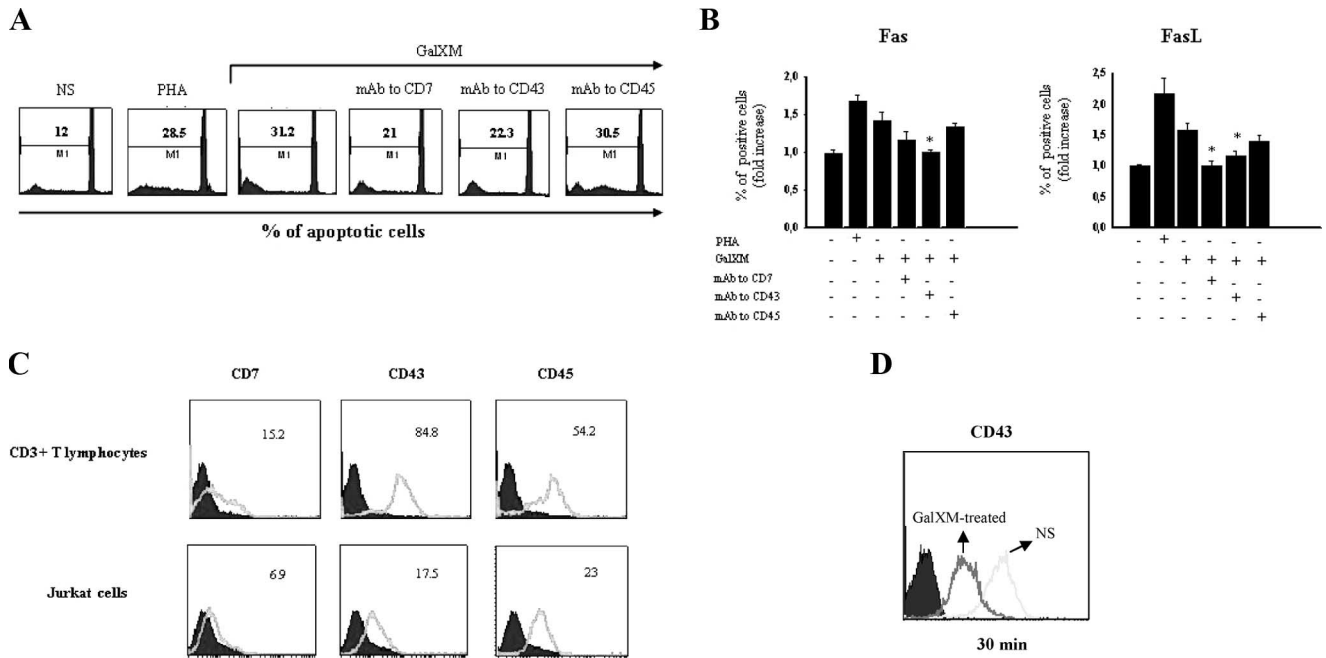 A
GalXM
NS PHA mAb to CD7 mAb to CD43 mAb to CD45
12 28.5 31.2 21 22.3 30.5
M1 M1 M1 M1 M1 M1
% of apoptotic cells
B
Fas
% of positive cells
(fold increase)
2,0
1,5
1,0
0,5
0,0
*
PHA - + - - - -
GalXM - - + + + +
mAb to CD7 - - - + - -
mAb to CD43 - - - - + -
mAb to CD45 - - - - - +
FasL
% of positive cells
(fold increase)
2,5
2,0
1,5
1,0
0,5
0,0
* *
- + - - - -
- - + + + +
- - - + - -
- - - - + -
- - - - - +
C
CD7 CD43 CD45
CD3+ T lymphocytes
15.2 84.8 54.2
Jurkat cells
6.9 17.5 23
D
CD43
GalXM-treated
NS
30 min